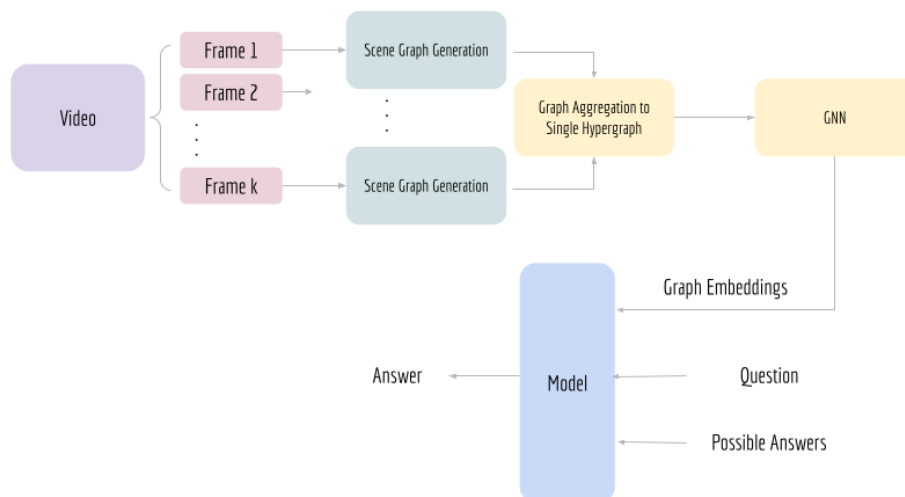 Frame 1
Scene Graph Generation
Frame 2
Video
Graph Aggregation to
Single Hypergraph
GNN
Frame k
Scene Graph Generation
Graph Embeddings
Answer
Model
Question
Possible Answers